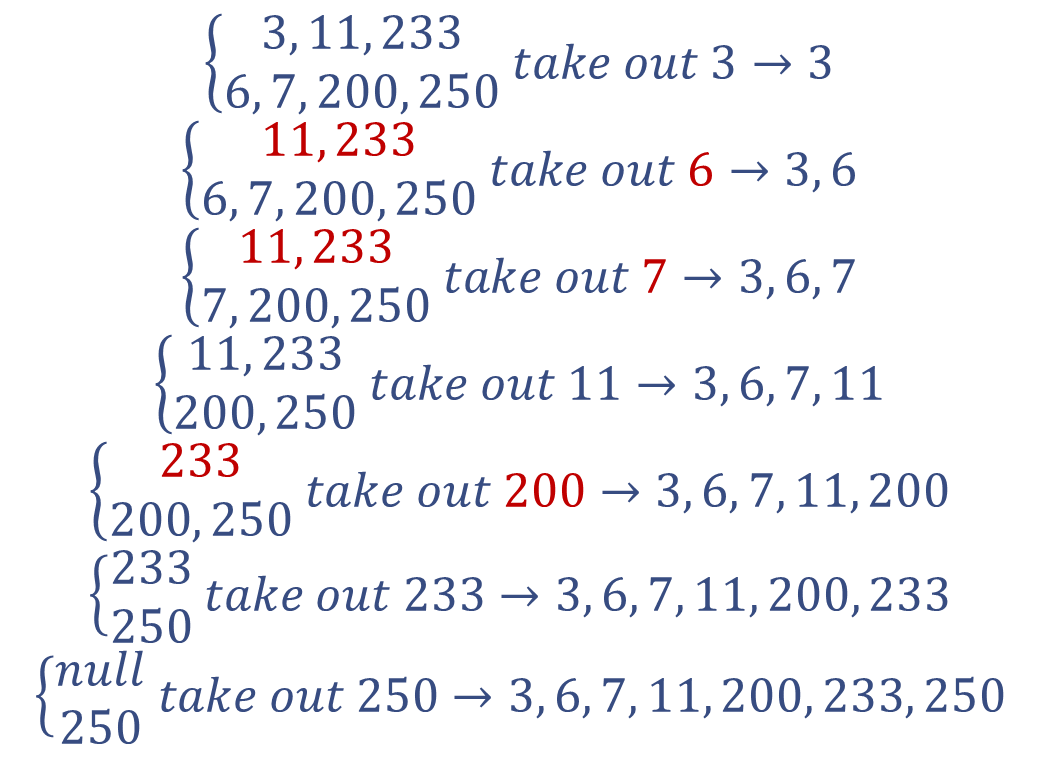 3, 11, 233
6, 7, 200, 250
take out 3 → 3
11, 233
6, 7, 200, 250
take out 6 → 3, 6
11, 233
7, 200, 250
take out 7 → 3, 6, 7
11, 233
200, 250
take out 11 → 3, 6, 7, 11
233
200, 250
take out 200 → 3, 6, 7, 11, 200
233
250
take out 233 → 3, 6, 7, 11, 200, 233
null
250
take out 250 → 3, 6, 7, 11, 200, 233, 250